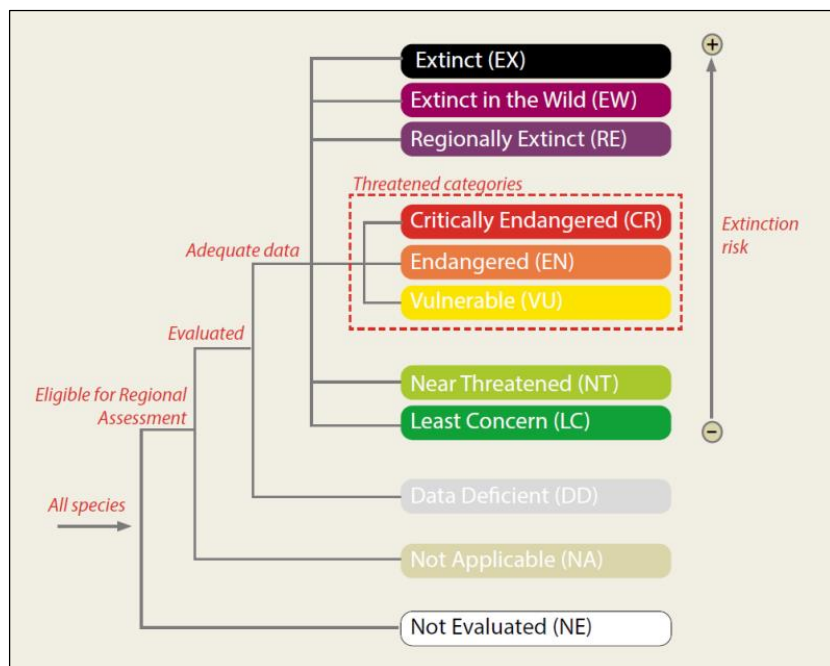 Extinct (EX)
Extinct in the Wild (EW)
Regionally Extinct (RE)
Threatened categories
Critically Endangered (CR)
Endangered (EN)
Vulnerable (VU)
Adequate data
Extinction
risk
+
Evaluated
Near Threatened (NT)
Least Concern (LC)
−
Eligible for Regional
Assessment
Data Deficient (DD)
All species
Not Applicable (NA)
Not Evaluated (NE)